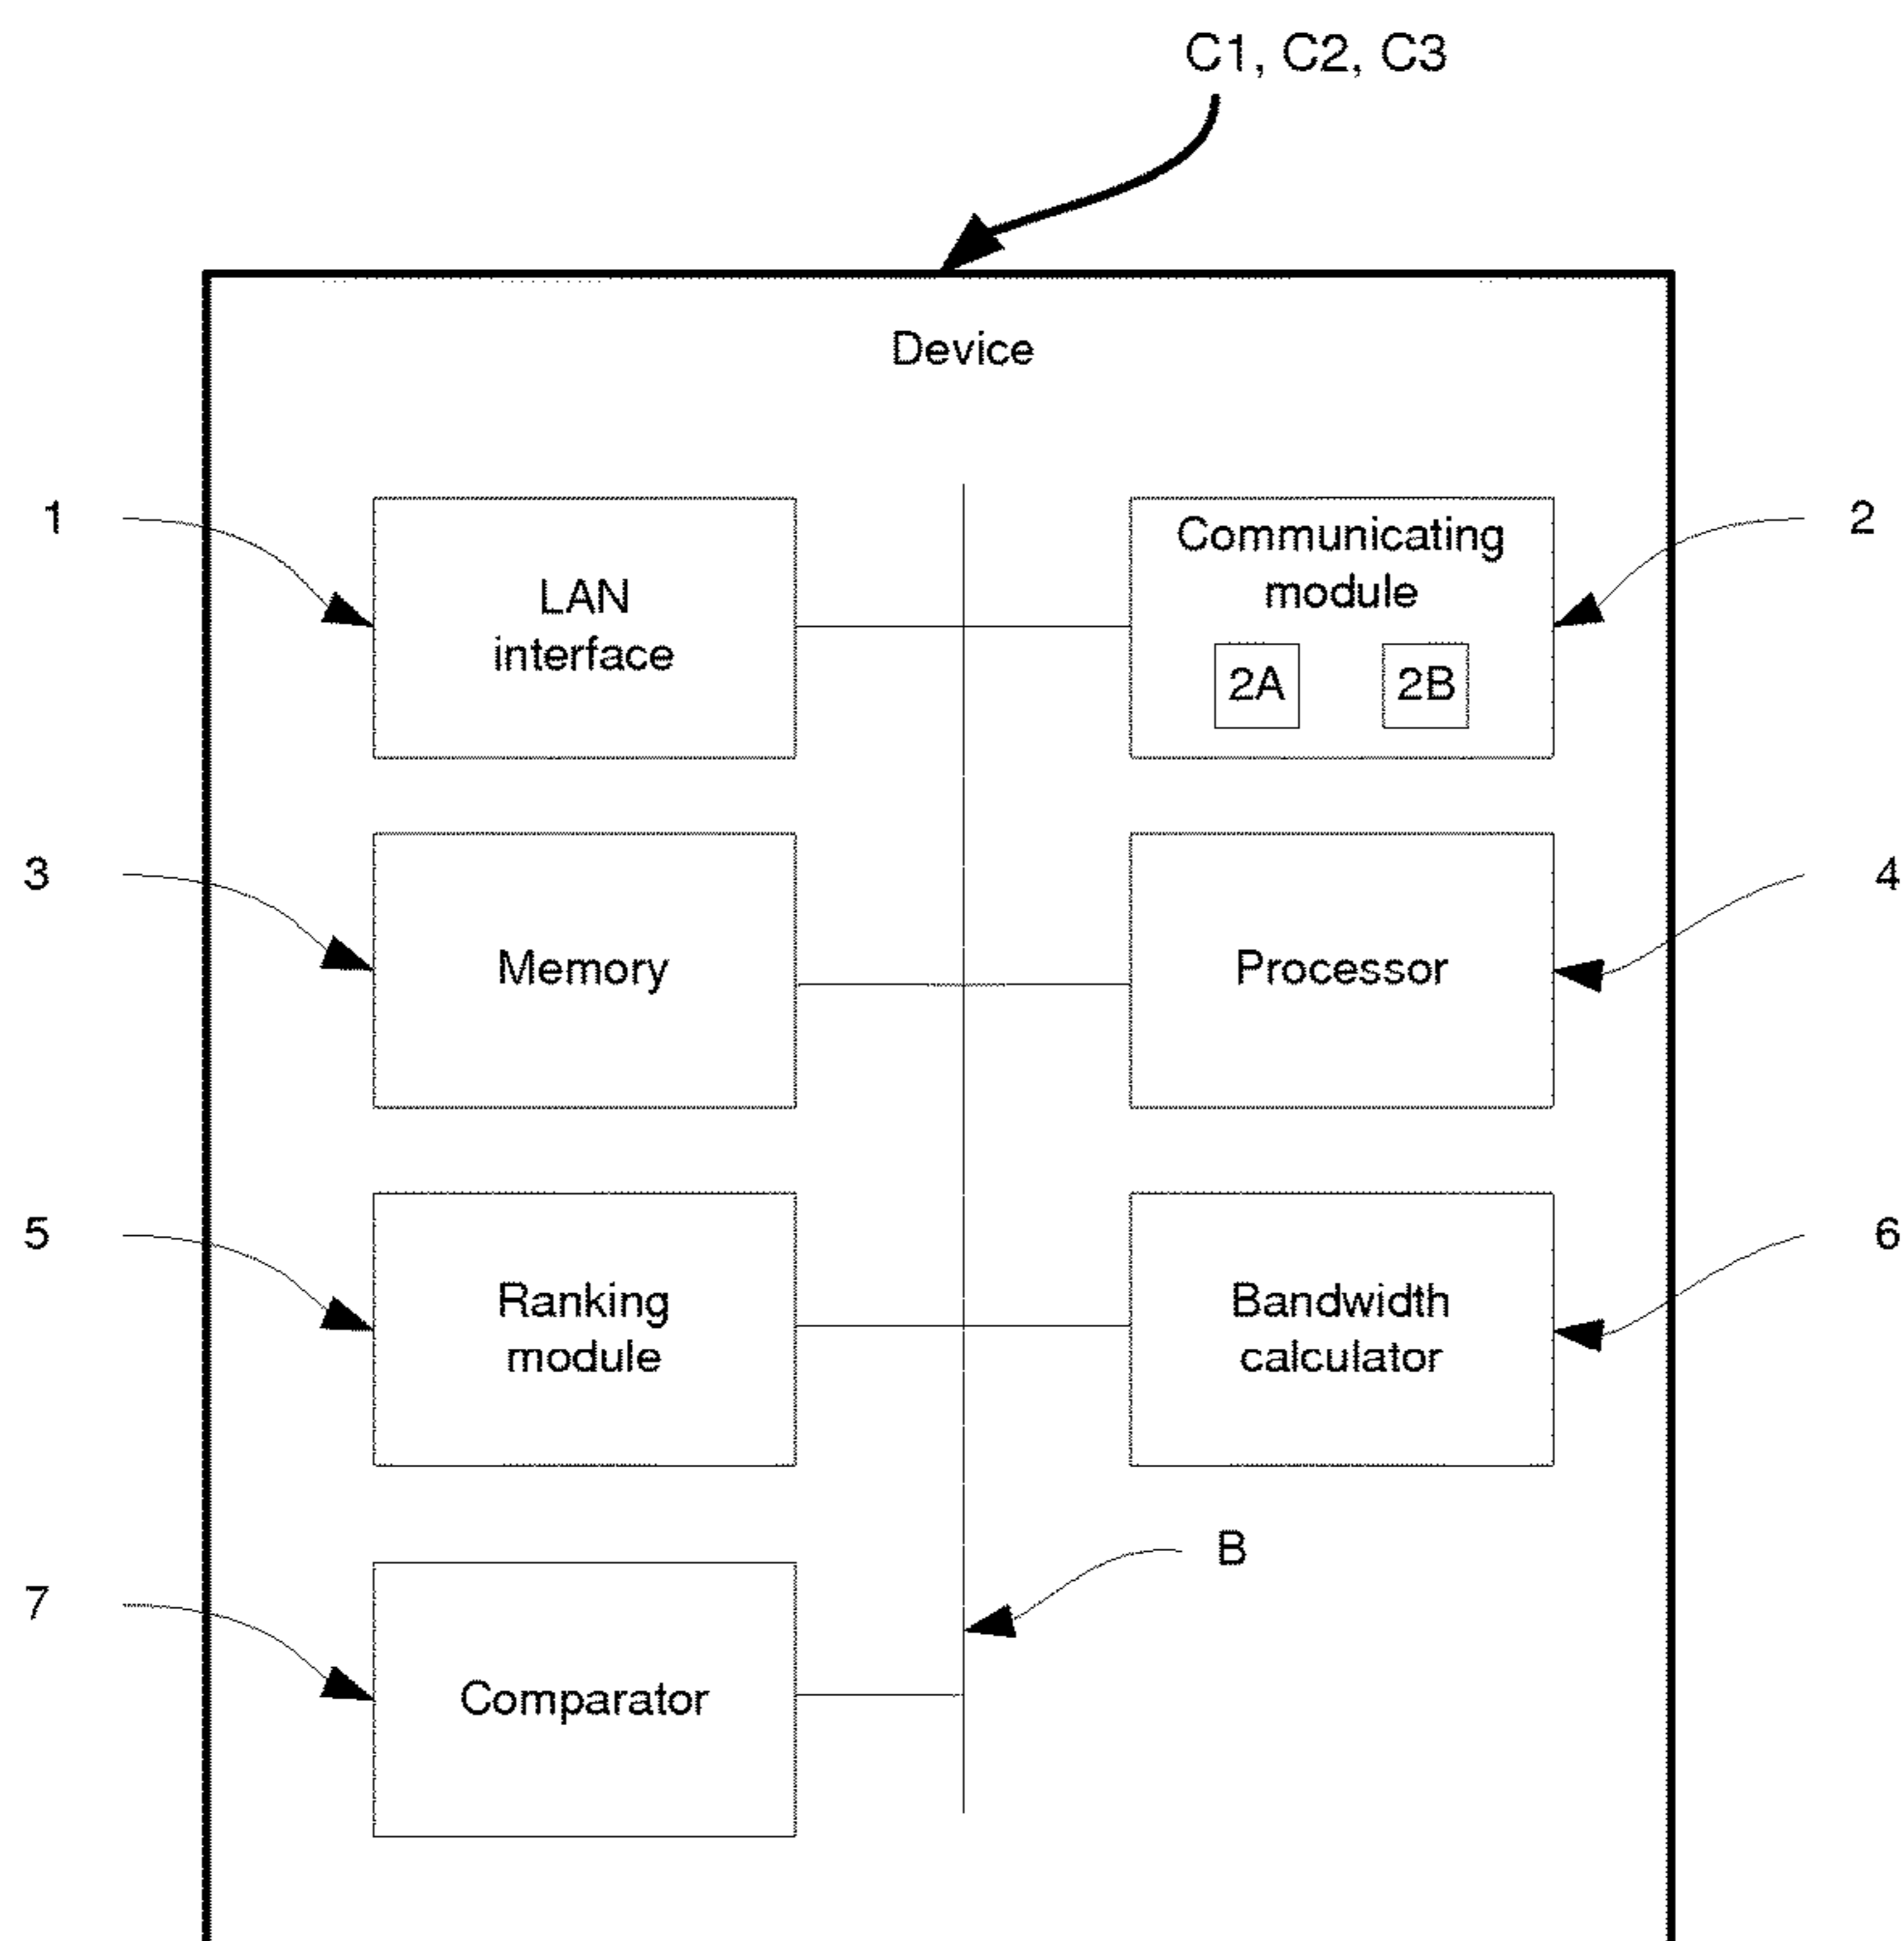 C1, C2, C3
Device
1
LAN
interface
Communicating
module
2A
2B
2
3
Memory
Processor
4
5
Ranking
module
Bandwidth
calculator
6
B
7
Comparator